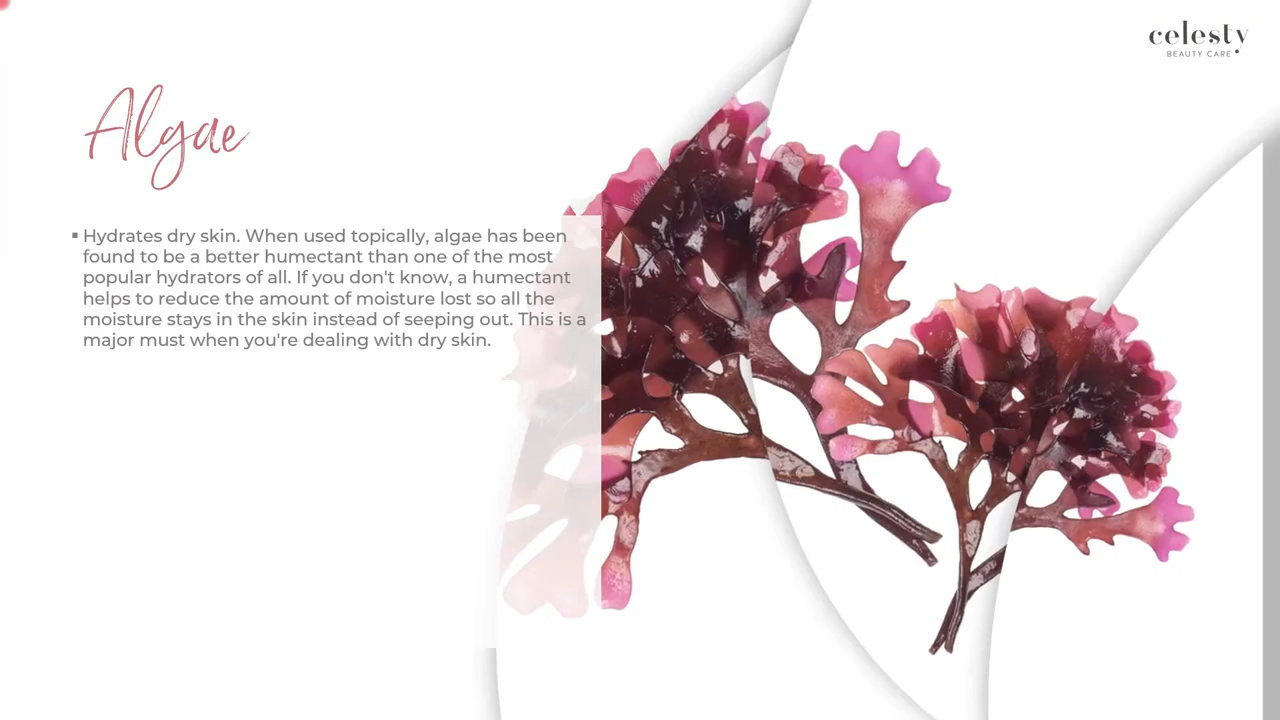 celesty
BEAUTY CARE
Algae
▪ Hydrates dry skin. When used topically, algae has been
found to be a better humectant than one of the most
popular hydrators of all. If you don't know, a humectant
helps to reduce the amount of moisture lost so all the
moisture stays in the skin instead of seeping out. This is a
major must when you're dealing with dry skin.